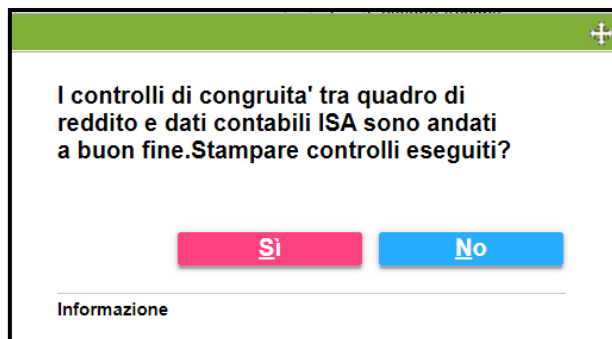 I controlli di congruita' tra quadro di
reddito e dati contabili ISA sono andati
a buon fine.Stampare controlli eseguiti?
Sì
No
Informazione